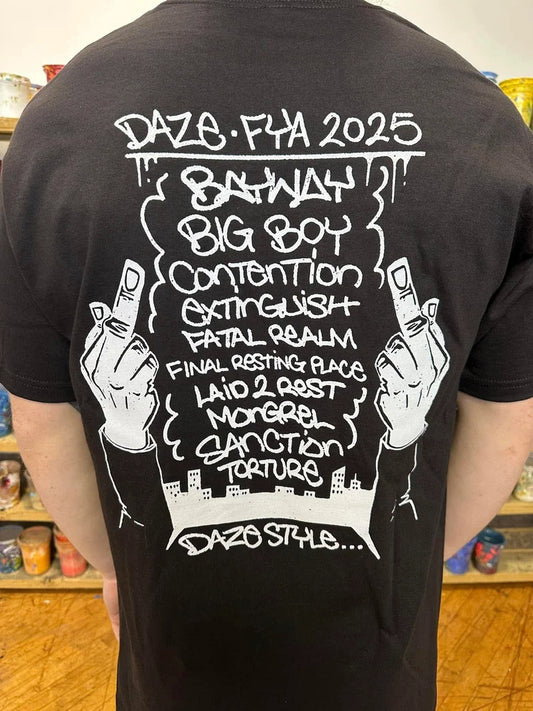 DAZE • FYA 2025
BAYWAY
BIG BOY
CONTENTION
EXTINGUISH
FATAL REALM
FINAL RESTING PLACE
LAID 2 REST
MONGREL
SANCTION
TORTURE
DAZE STYLE...